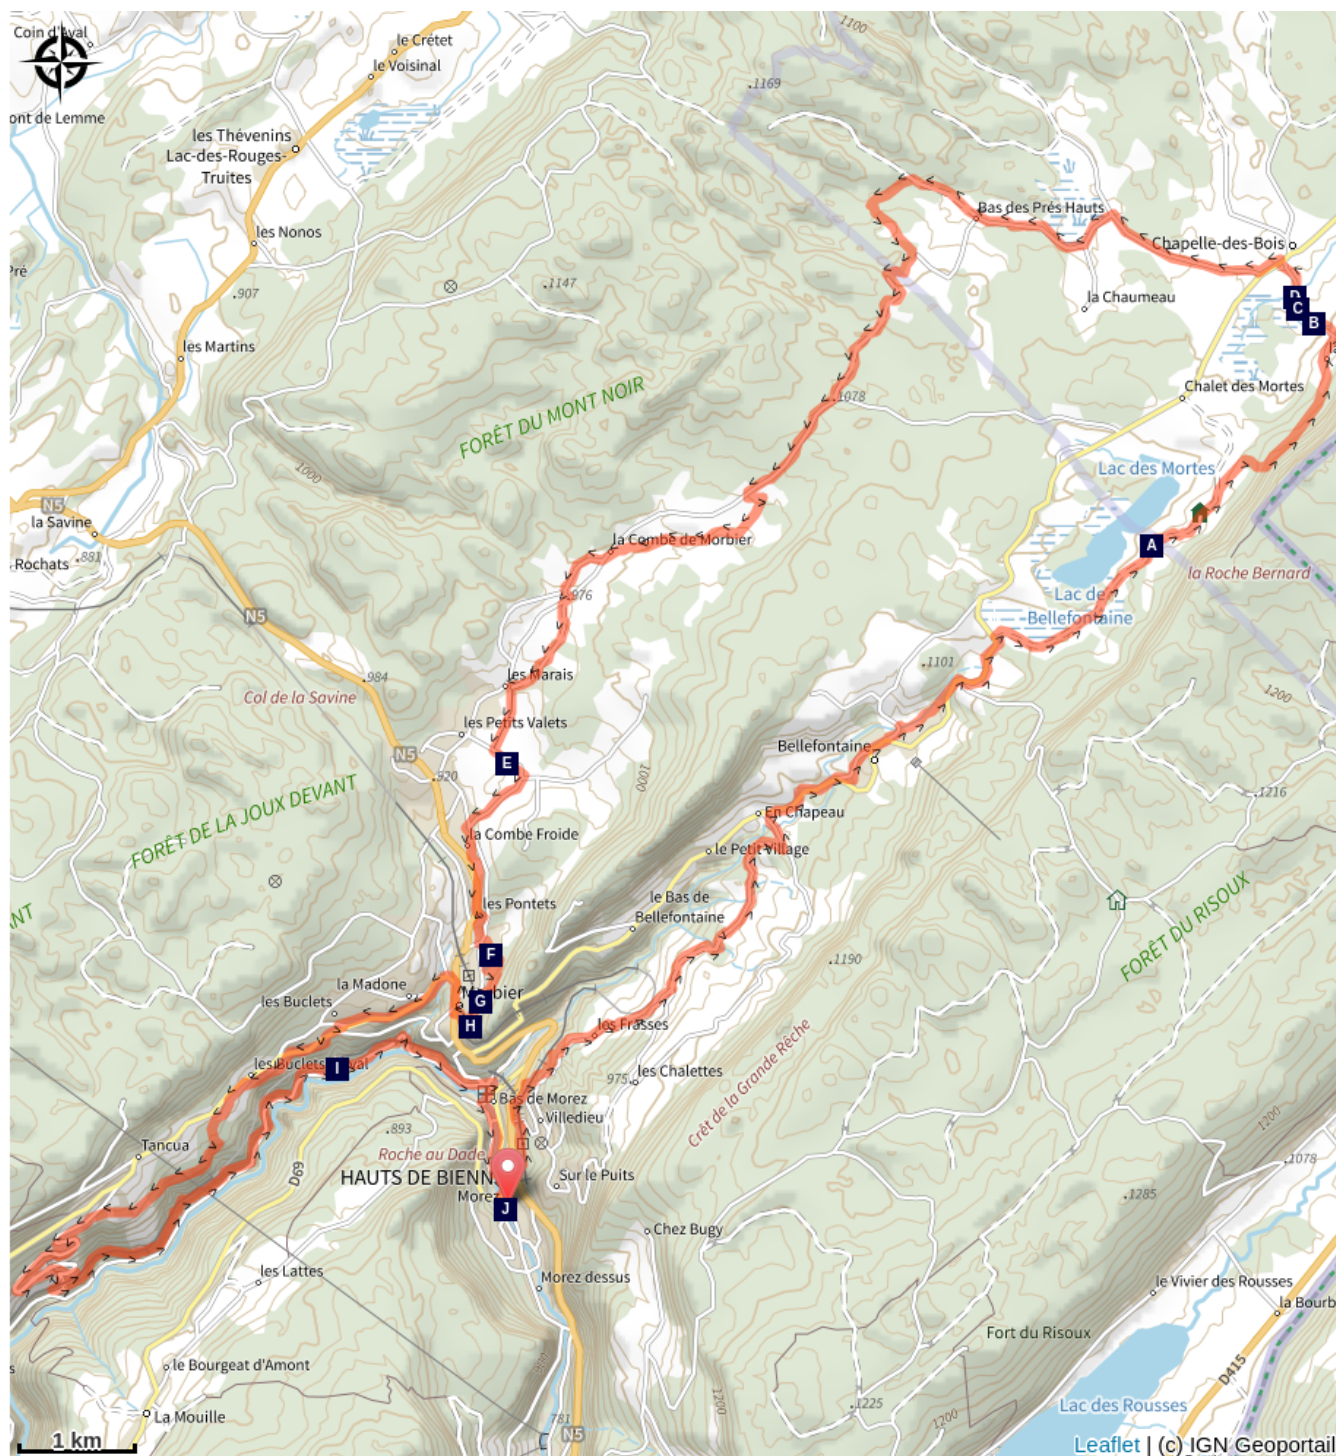 Coin d'Aval
le Crétet
le Voisinal
1100
.1169
ont de Lemme
les Thévenins
Lac-des-Rouges-
Truites
Bas des Prés Hauts
les Nonos
Chapelle-des-Bois
Pré
.907
.1147
la Chaumeau
D
C
B
les Martins
la
Chalet des Mortes
.1078
FORÊT DU MONT NOIR
1000
Lac des Mortes
N5
la Savine
la Combe de Morbier
A
.881
Rochats
la Roche Bernard
.976
Lac de
Bellefontaine
N5
.1101
.984
les Marais
Col de la Savine
1200
les Petits Valets
N5
Bellefontaine
E
.920
1000
.1216
FORÊT DE LA JOUX DEVANT
En Chapeau
la Combe Froide
le Petit Village
les Pontets
le Bas de
Bellefontaine
ANT
FORÊT DU RISOUX
F
.1190
la Madone
Morbier
les Buclets
G
H
les Frasses
les Buclets Aval
I
975.
les Chalettes
Crêt de la Grande Rêche
Bas de Morez
Villedieu
.893
1200
Tancua
Roche au Dade
.1078
D69
HAUTS DE BIENN
Sur le Puits
Morez
.1285
J
Chez Bugy
les Lattes
Morez dessus
le Vivier des Rousses
la Bourb
Fort du Risoux
s
le Bourgeat d'Amont
D415
1200
.1225
Lac des Rousses
La Mouille
1200
781
N5
1 km
Leaflet | (c) IGN Geoportail